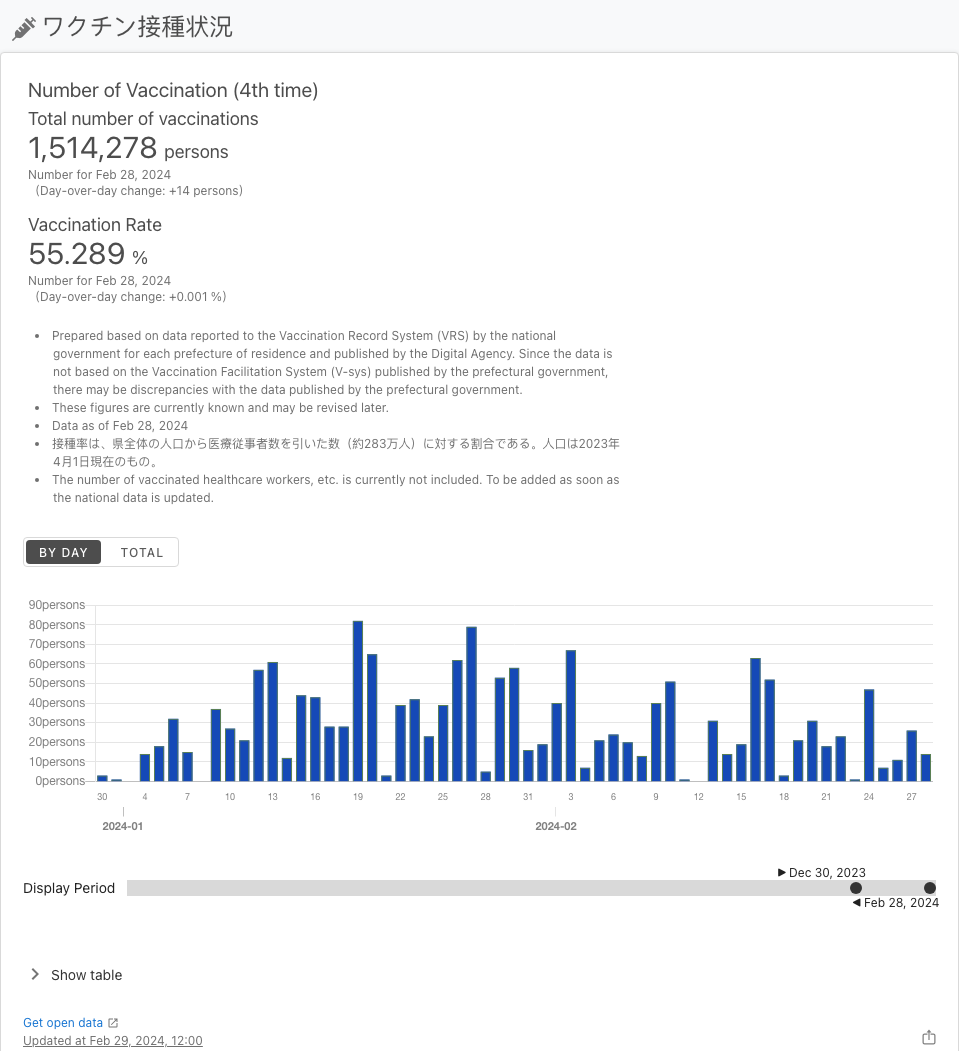 ワクチン接種状況
Number of Vaccination (4th time)
Total number of vaccinations
1,514,278 persons
Number for Feb 28, 2024
(Day-over-day change: +14 persons)
Vaccination Rate
55.289 %
Number for Feb 28, 2024
(Day-over-day change: +0.001 %)
• Prepared based on data reported to the Vaccination Record System (VRS) by the national
government for each prefecture of residence and published by the Digital Agency. Since the data is
not based on the Vaccination Facilitation System (V-sys) published by the prefectural government,
there may be discrepancies with the data published by the prefectural government.
• These figures are currently known and may be revised later.
• Data as of Feb 28, 2024
• 接種率は、県全体の人口から医療従事者数を引いた数（約283万人）に対する割合である。人口は2023年
4月1日現在のもの。
• The number of vaccinated healthcare workers, etc. is currently not included. To be added as soon as
the national data is updated.
BY DAY TOTAL
90persons
80persons
70persons
60persons
50persons
40persons
30persons
20persons
10persons
0persons
30 4 7 10 13 16 19 22 25 28 31 3 6 9 12 15 18 21 24 27
2024-01 2024-02
Dec 30, 2023
Display Period
Feb 28, 2024
Show table
Get open data
Updated at Feb 29, 2024, 12:00